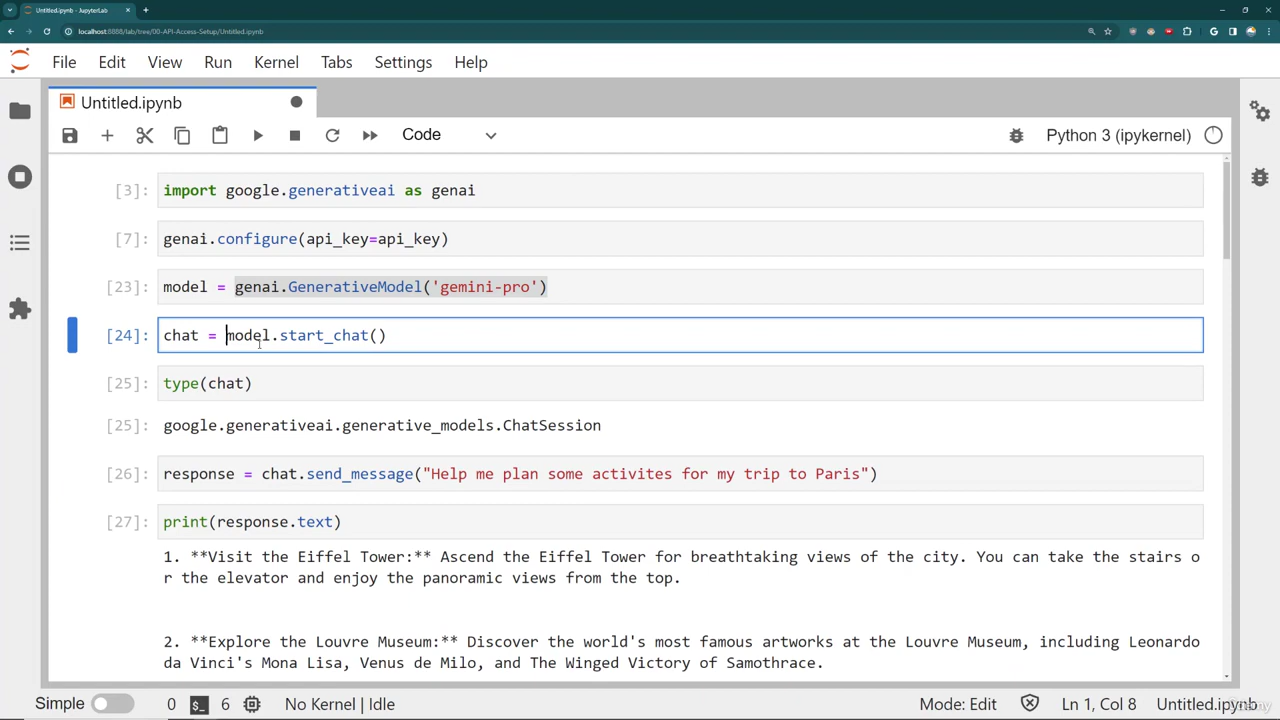 Untitled.ipynb - JupyterLab
localhost:8888/lab/tree/00-API-Access-Setup/Untitled.ipynb
File Edit View Run Kernel Tabs Settings Help
Untitled.ipynb
Code
Python 3 (ipykernel)
[3]: import google.generativeai as genai
[7]: genai.configure(api_key=api_key)
[23]: model = genai.GenerativeModel('gemini-pro')
[24]: chat = model.start_chat()
[25]: type(chat)
[25]: google.generativeai.generative_models.ChatSession
[26]: response = chat.send_message("Help me plan some activites for my trip to Paris")
[27]: print(response.text)
1. **Visit the Eiffel Tower:** Ascend the Eiffel Tower for breathtaking views of the city. You can take the stairs o
r the elevator and enjoy the panoramic views from the top.
2. **Explore the Louvre Museum:** Discover the world's most famous artworks at the Louvre Museum, including Leonardo
da Vinci's Mona Lisa, Venus de Milo, and The Winged Victory of Samothrace.
Simple 0 $_ 6 No Kernel | Idle Mode: Edit Ln 1, Col 8 Untitled.ipynb
Udemy